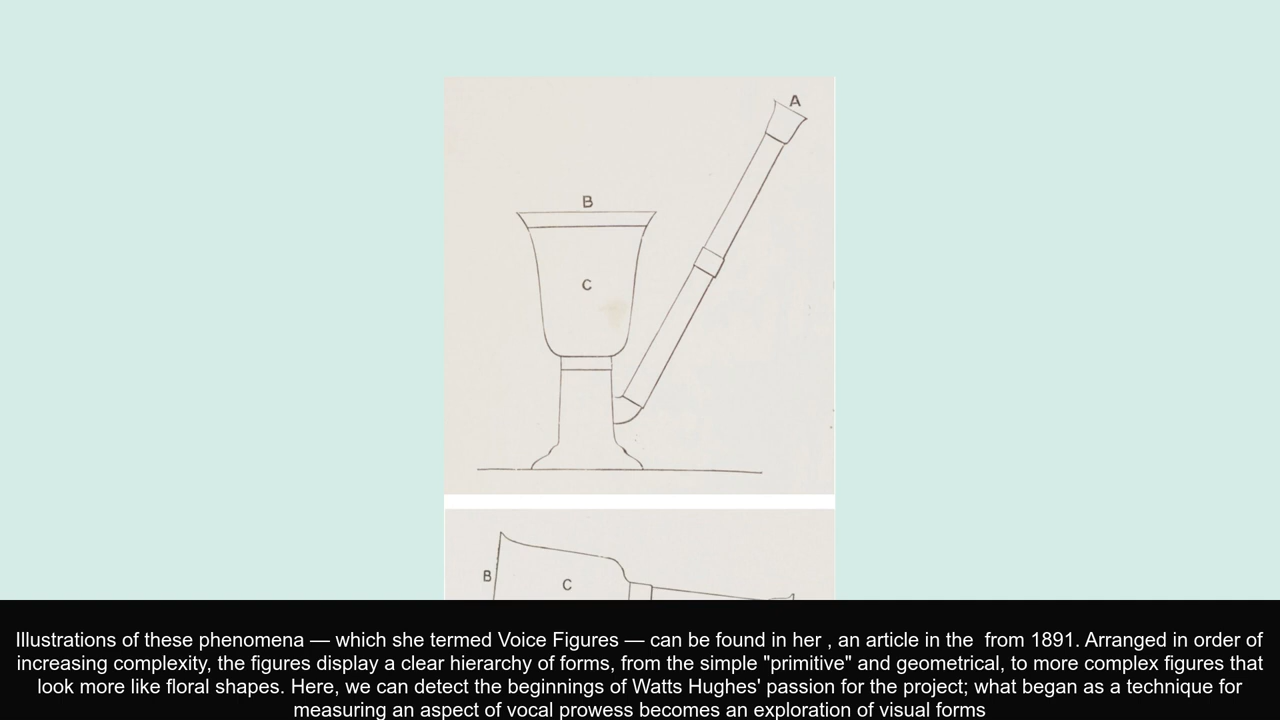 A
B
C
B
C
Illustrations of these phenomena — which she termed Voice Figures — can be found in her , an article in the  from 1891. Arranged in order of
increasing complexity, the figures display a clear hierarchy of forms, from the simple "primitive" and geometrical, to more complex figures that
look more like floral shapes. Here, we can detect the beginnings of Watts Hughes' passion for the project; what began as a technique for
measuring an aspect of vocal prowess becomes an exploration of visual forms